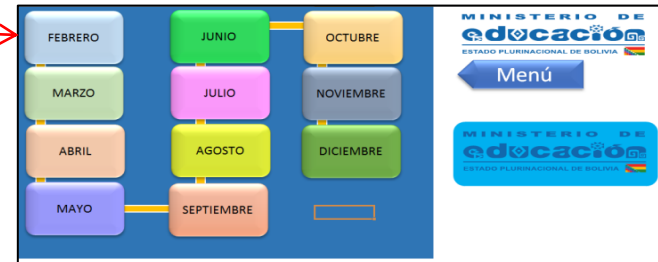 FEBRERO
MARZO
ABRIL
MAYO
JUNIO
JULIO
AGOSTO
SEPTIEMBRE
OCTUBRE
NOVIEMBRE
DICIEMBRE
MINISTERIO DE
educación
ESTADO PLURINACIONAL DE BOLIVIA
Menú
MINISTERIO DE
educación
ESTADO PLURINACIONAL DE BOLIVIA